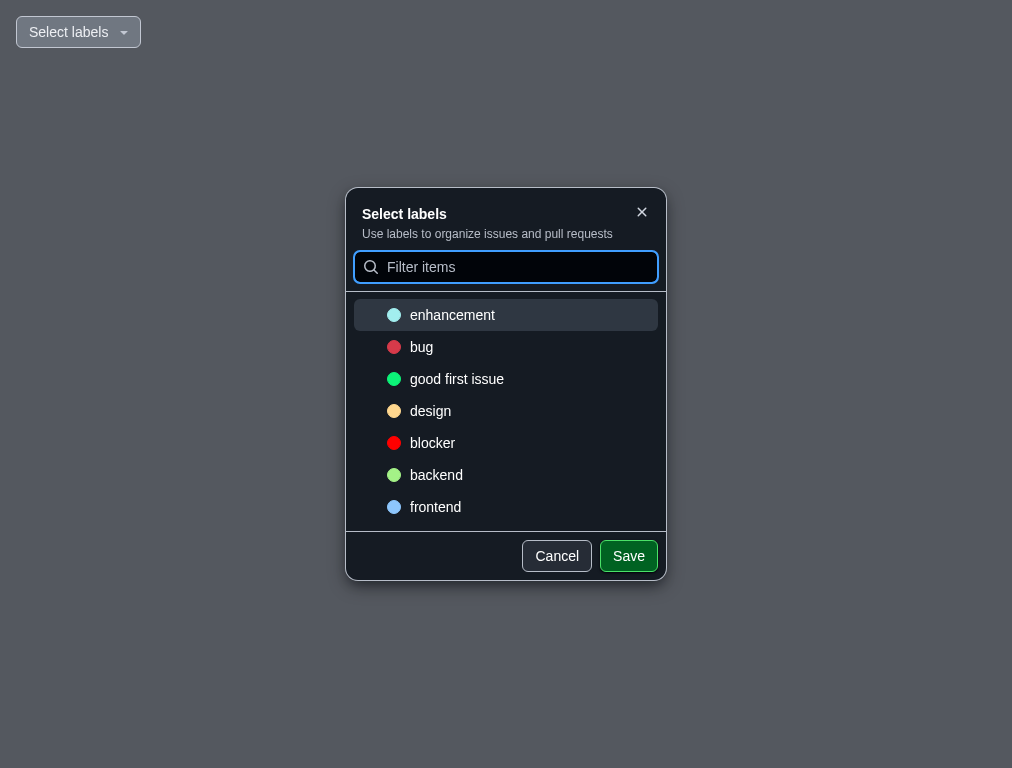 Select labels
Select labels
Use labels to organize issues and pull requests
Filter items
enhancement
bug
good first issue
design
blocker
backend
frontend
Cancel
Save